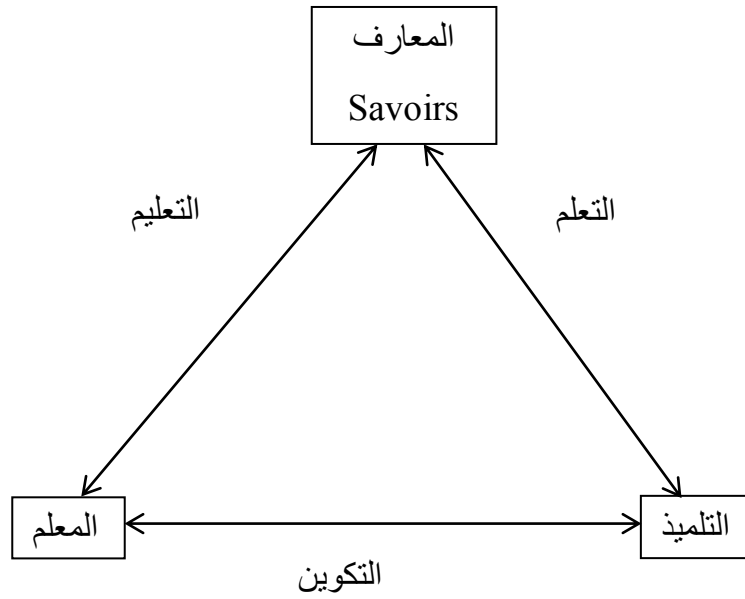 المعارف
Savoirs
التعليم
التعلم
المعلم
التلميذ
التكوين